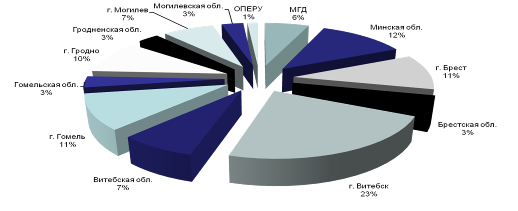 МГД
6%
Минская обл.
12%
г. Брест
11%
Брестская обл.
3%
г. Витебск
23%
Витебская обл.
7%
г. Гомель
11%
Гомельская обл.
3%
г. Гродно
10%
Гродненская обл.
3%
г. Могилев
7%
Могилевская обл.
3%
ОПЕРУ
1%